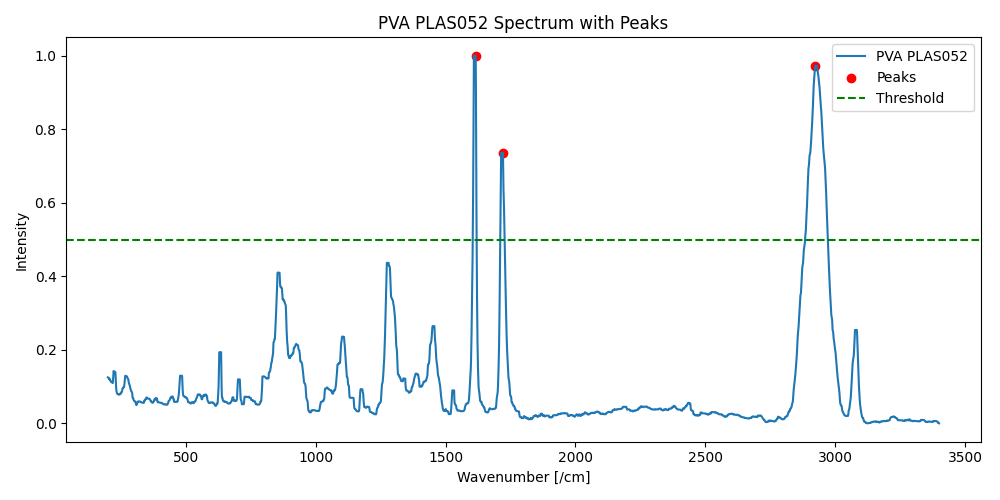 PVA PLAS052 Spectrum with Peaks
1.0
0.8
0.6
0.4
0.2
0.0
Intensity
PVA PLAS052
Peaks
Threshold
500 1000 1500 2000 2500 3000 3500
Wavenumber [/cm]